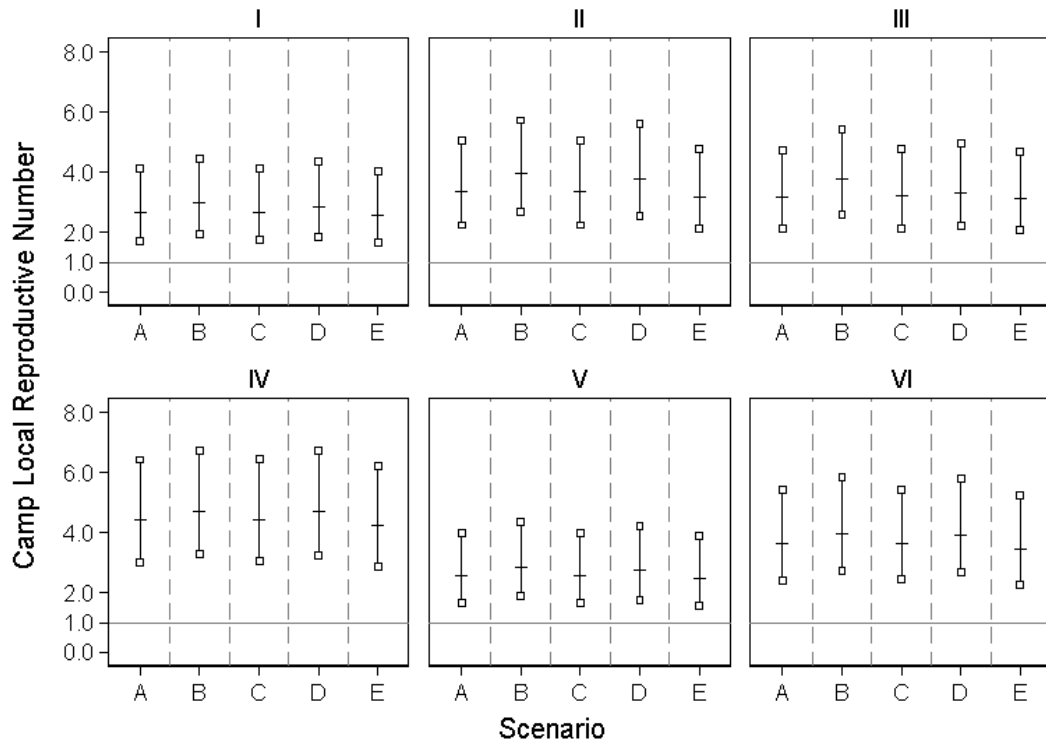 I II III
Camp Local Reproductive Number
8.0
6.0
4.0
2.0
1.0
0.0
A B C D E A B C D E A B C D E
IV V VI
8.0
6.0
4.0
2.0
1.0
0.0
A B C D E A B C D E A B C D E
Scenario